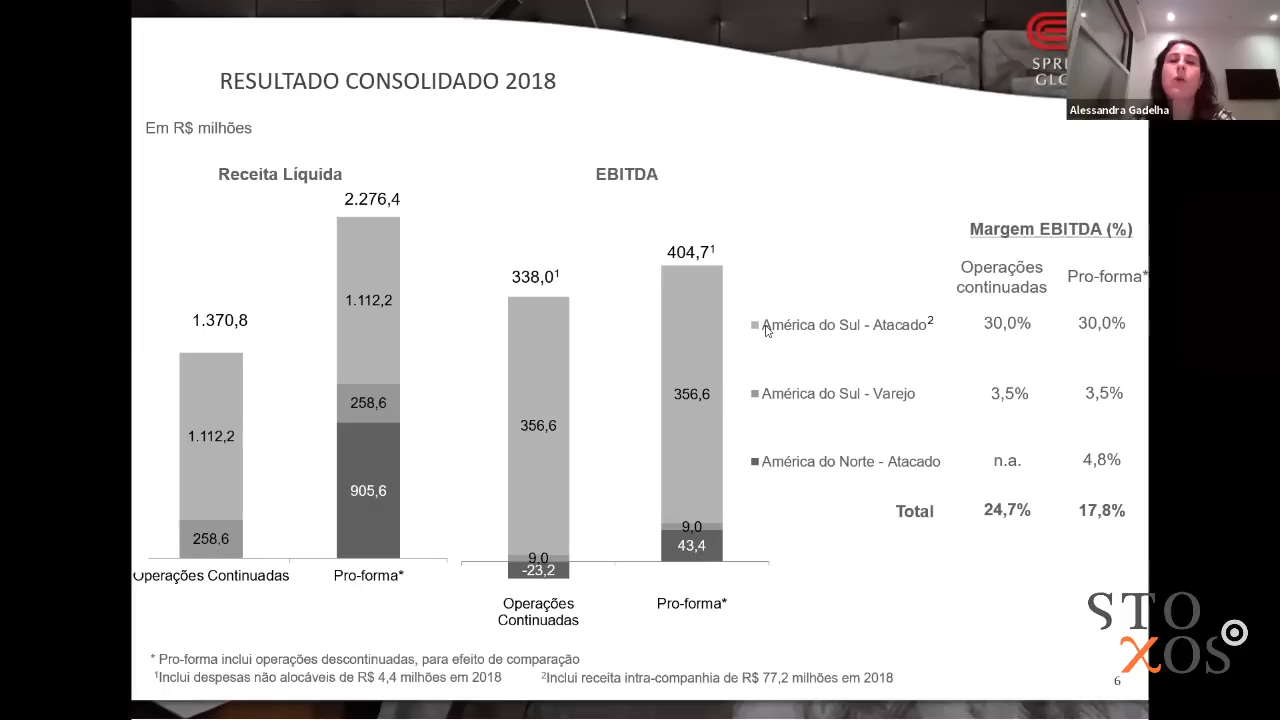 RESULTADO CONSOLIDADO 2018
SPRI
GLO
Alessandra Gadelha
Em R$ milhões
Receita Líquida
EBITDA
2.276,4
1.112,2
258,6
905,6
1.370,8
1.112,2
258,6
Operações Continuadas
Pro-forma*
338,0¹
356,6
9,0
-23,2
404,7¹
356,6
9,0
43,4
Operações
Continuadas
Pro-forma*
Margem EBITDA (%)
Operações
continuadas
Pro-forma*
América do Sul - Atacado² 30,0% 30,0%
América do Sul - Varejo 3,5% 3,5%
América do Norte - Atacado n.a. 4,8%
Total 24,7% 17,8%
STO
XOS
* Pro-forma inclui operações descontinuadas, para efeito de comparação
¹Inclui despesas não alocáveis de R$ 4,4 milhões em 2018
²Inclui receita intra-companhia de R$ 77,2 milhões em 2018
6